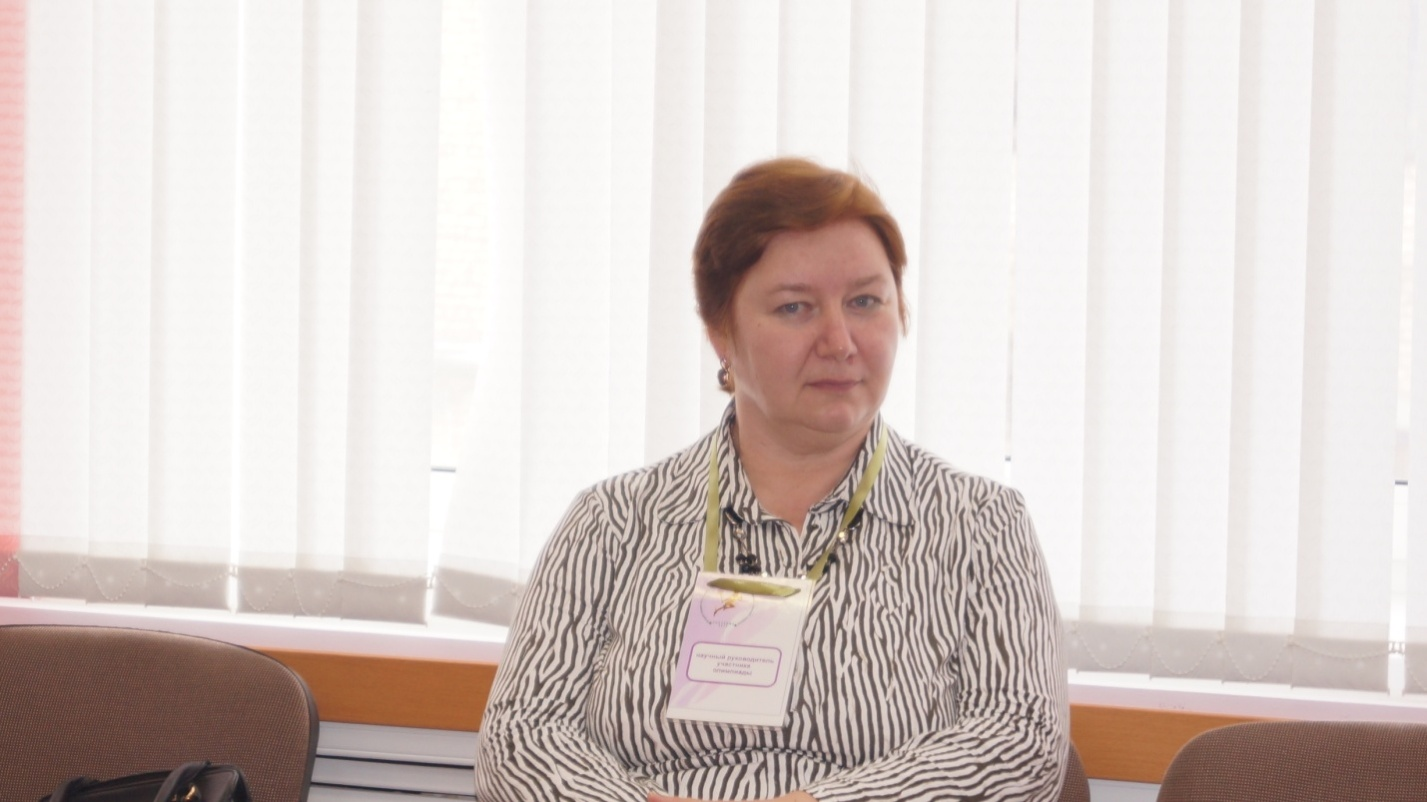 научный руководитель
участника
олимпиады